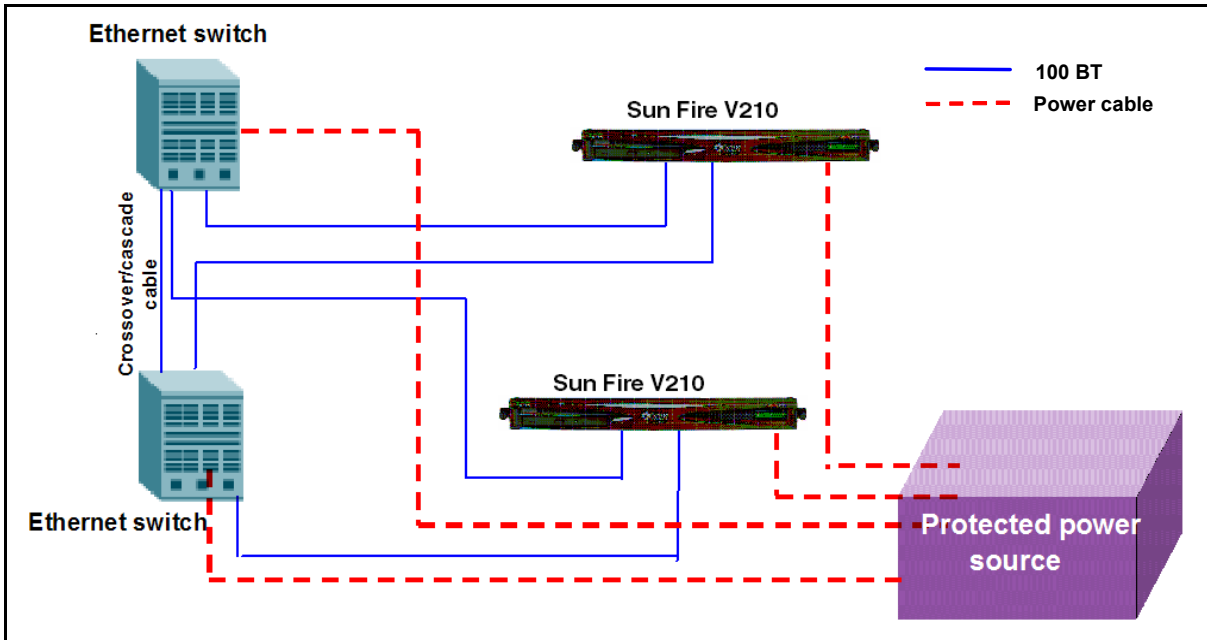 Ethernet switch
100 BT
Power cable
Sun Fire V210
Crossover/cascade
cable
Sun Fire V210
Ethernet switch
Protected power
source